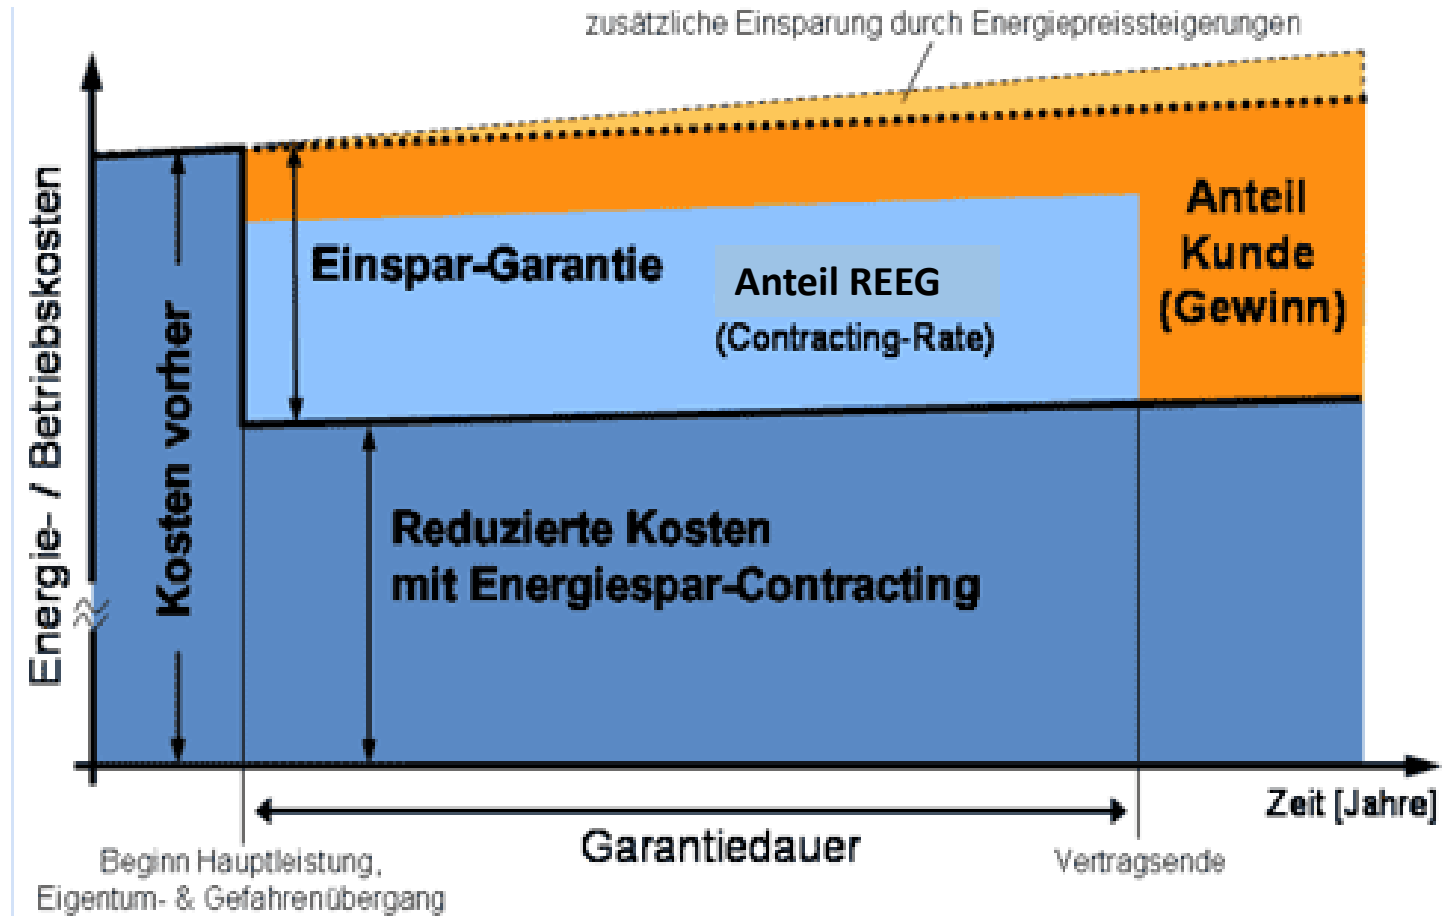 zusätzliche Einsparung durch Energiepreissteigerungen
Energie- / Betriebskosten
Kosten vorher
Einspar-Garantie
Anteil REEG
(Contracting-Rate)
Anteil
Kunde
(Gewinn)
Reduzierte Kosten
mit Energiespar-Contracting
Zeit [Jahre]
Garantiedauer
Beginn Hauptleistung,
Eigentum- & Gefahrenübergang
Vertragsende